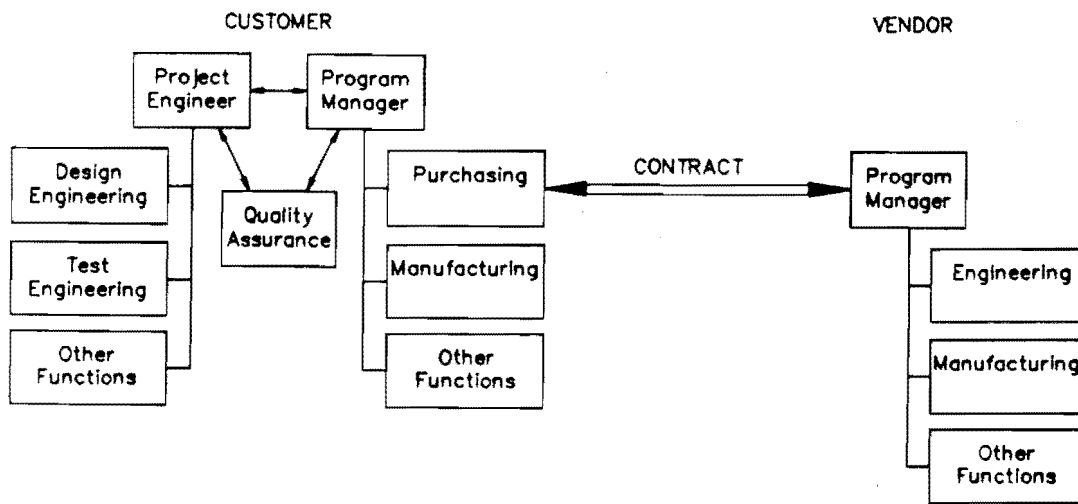 CUSTOMER
VENDOR
Project
Engineer
Program
Manager
Design
Engineering
Quality
Assurance
Purchasing
CONTRACT
Program
Manager
Test
Engineering
Manufacturing
Engineering
Other
Functions
Other
Functions
Manufacturing
Other
Functions